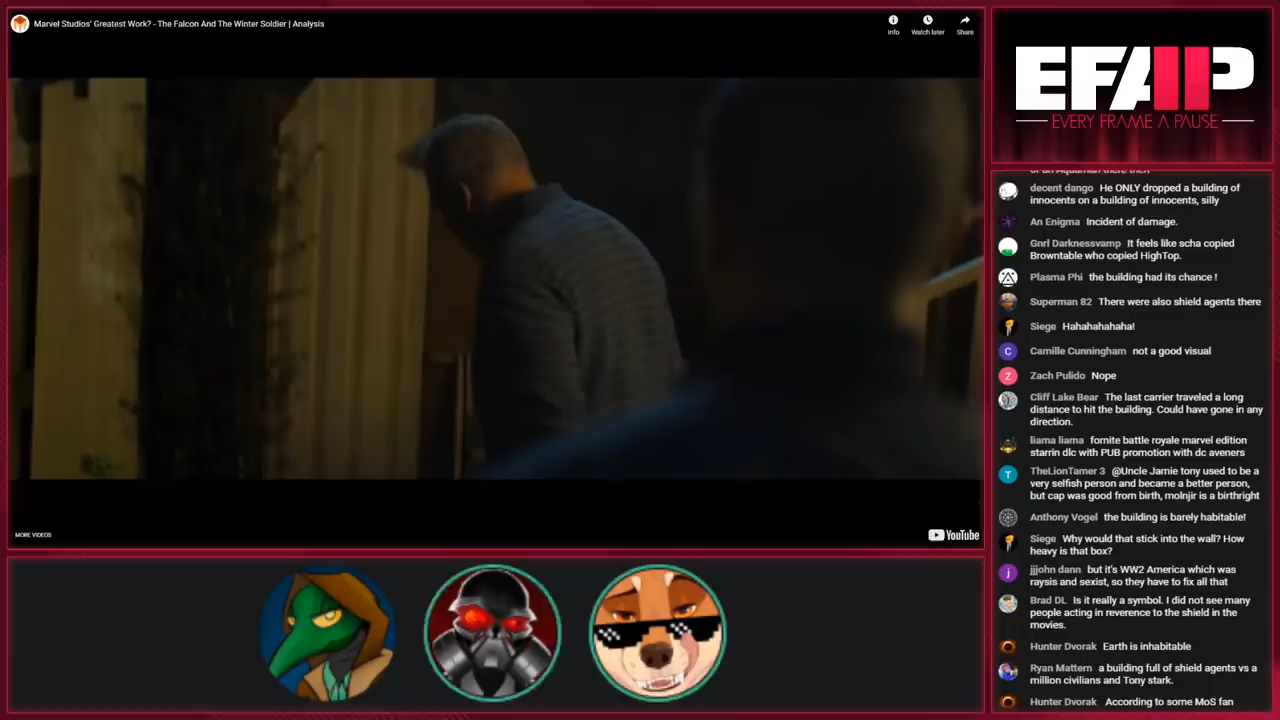 Marvel Studios' Greatest Work? - The Falcon And The Winter Soldier | Analysis
Info
Watch later
Share
MORE VIDEOS
YouTube
EFAP
EVERY FRAME A PAUSE
decent dango He ONLY dropped a building of
innocents on a building of innocents, silly
An Enigma Incident of damage.
Gnrl Darknessvamp It feels like scha copied
Browntable who copied HighTop.
Plasma Phi the building had its chance !
Superman 82 There were also shield agents there
Siege Hahahahahaha!
Camille Cunningham not a good visual
Zach Pulido Nope
Cliff Lake Bear The last carrier traveled a long
distance to hit the building. Could have gone in any
direction.
liama liama fornite battle royale marvel edition
starrin dlc with PUB promotion with dc aveners
TheLionTamer 3 @Uncle Jamie tony used to be a
very selfish person and became a better person,
but cap was good from birth, molnjir is a birthright
Anthony Vogel the building is barely habitable!
Siege Why would that stick into the wall? How
heavy is that box?
jjjohn dann but it's WW2 America which was
raysis and sexist, so they have to fix all that
Brad DL Is it really a symbol. I did not see many
people acting in reverence to the shield in the
movies.
Hunter Dvorak Earth is inhabitable
Ryan Mattern a building full of shield agents vs a
million civilians and Tony stark.
Hunter Dvorak According to some MoS fan